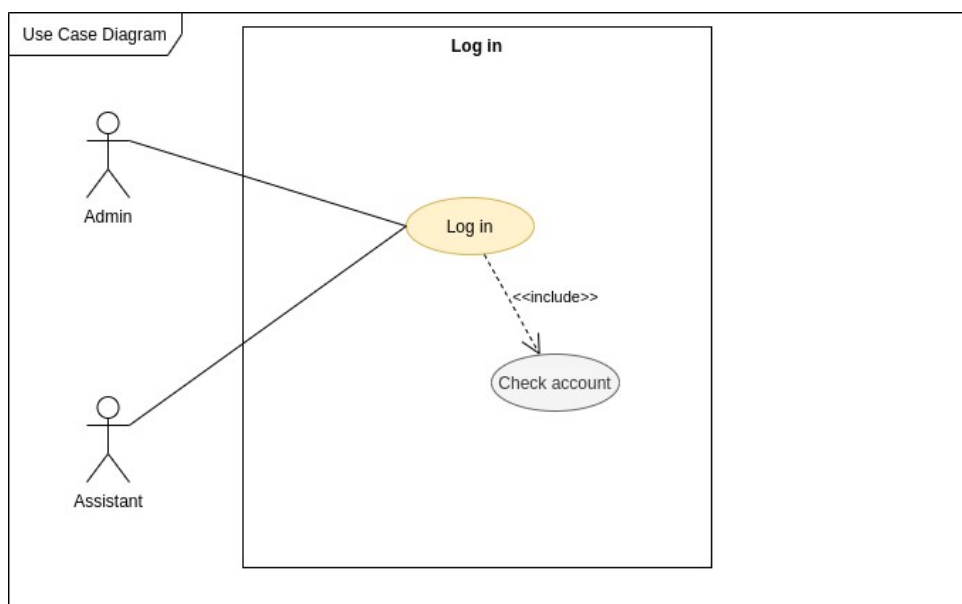 Use Case Diagram
Log in
Admin
Log in
<<include>>
Check account
Assistant